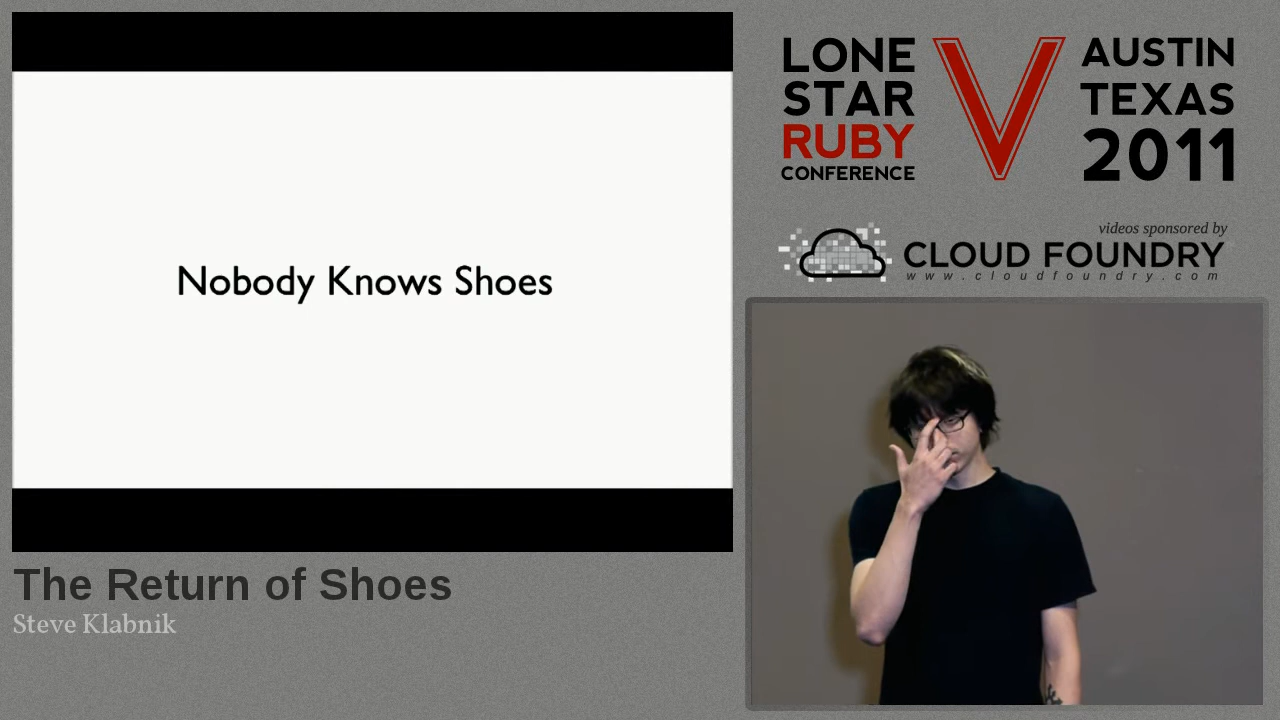 Nobody Knows Shoes
The Return of Shoes
Steve Klabnik
LONE
STAR
RUBY
CONFERENCE
V
AUSTIN
TEXAS
2011
videos sponsored by
CLOUD FOUNDRY
www.cloudfoundry.com